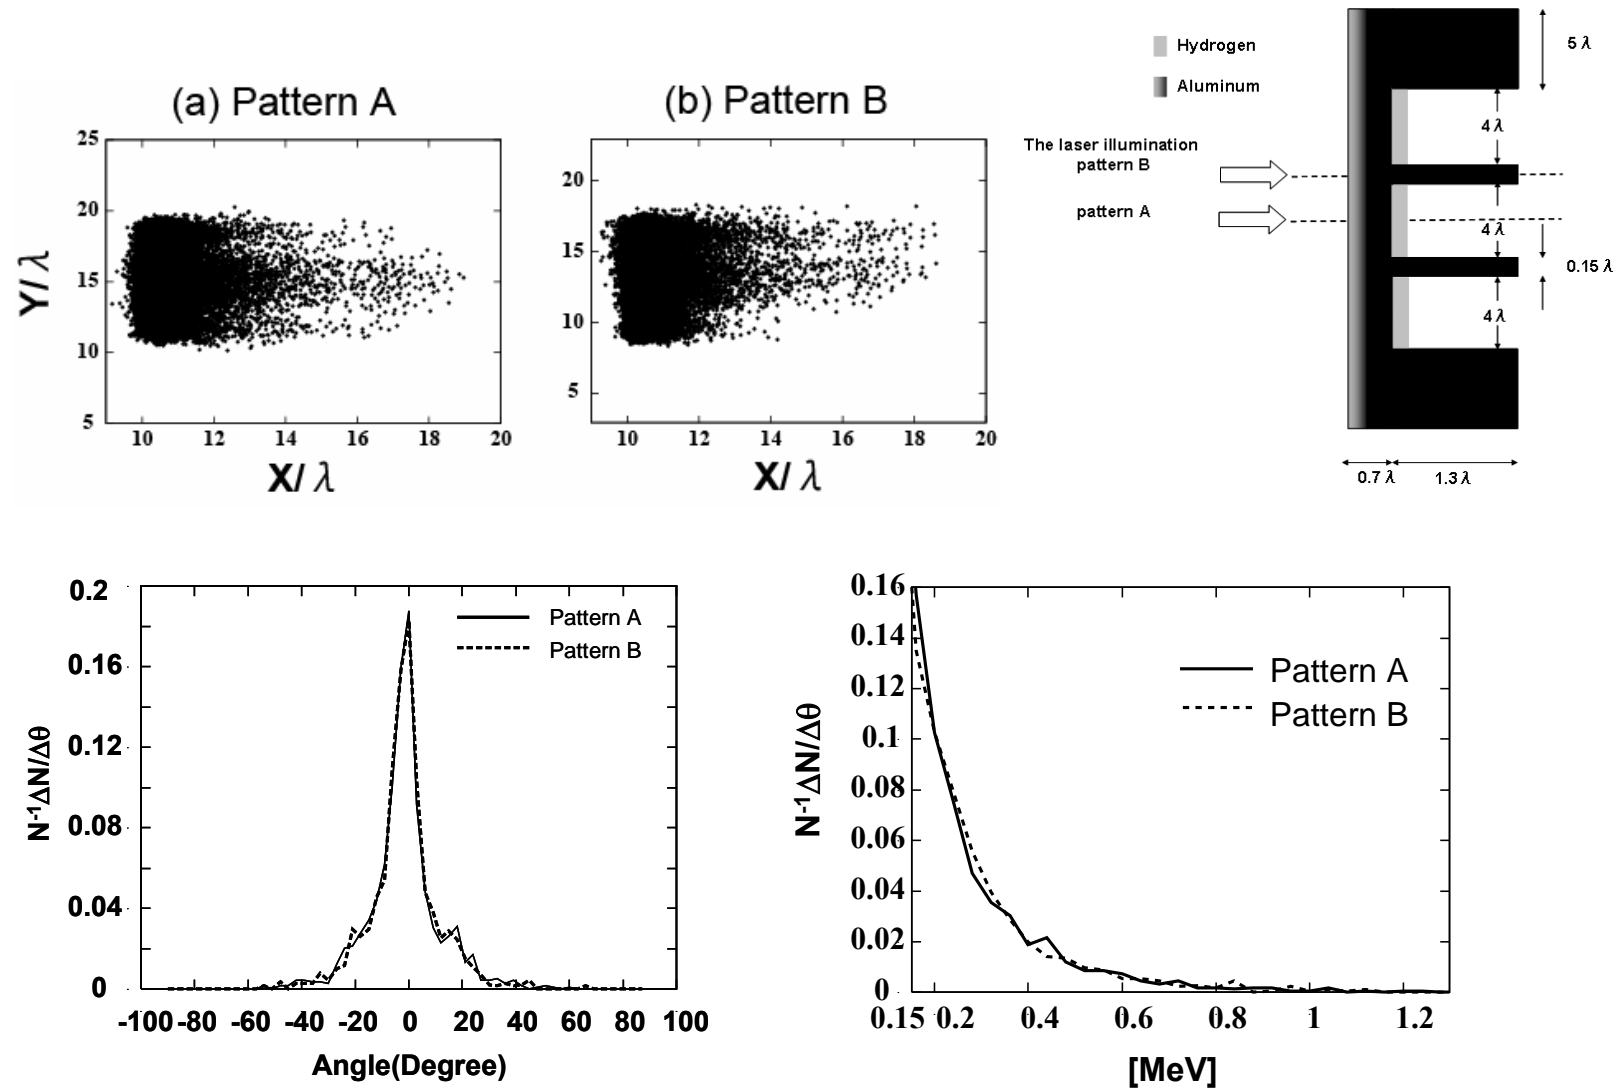 (a) Pattern A
25
20
15
10
5
10 12 14 16 18 20
Y/ λ
X/ λ
(b) Pattern B
20
15
10
5
10 12 14 16 18 20
X/ λ
Hydrogen
Aluminum
The laser illumination
pattern B
pattern A
5 λ
4 λ
4 λ
0.15 λ
4 λ
0.7 λ 1.3 λ
0.2
0.16
0.12
0.08
0.04
0
-100 -80 -60 -40 -20 0 20 40 60 80 100
N⁻¹ΔN/Δθ
Angle(Degree)
Pattern A
Pattern B
0.16
0.14
0.12
0.1
0.08
0.06
0.04
0.02
0
0.15 0.2 0.4 0.6 0.8 1 1.2
N⁻¹ΔN/Δθ
[MeV]
Pattern A
Pattern B